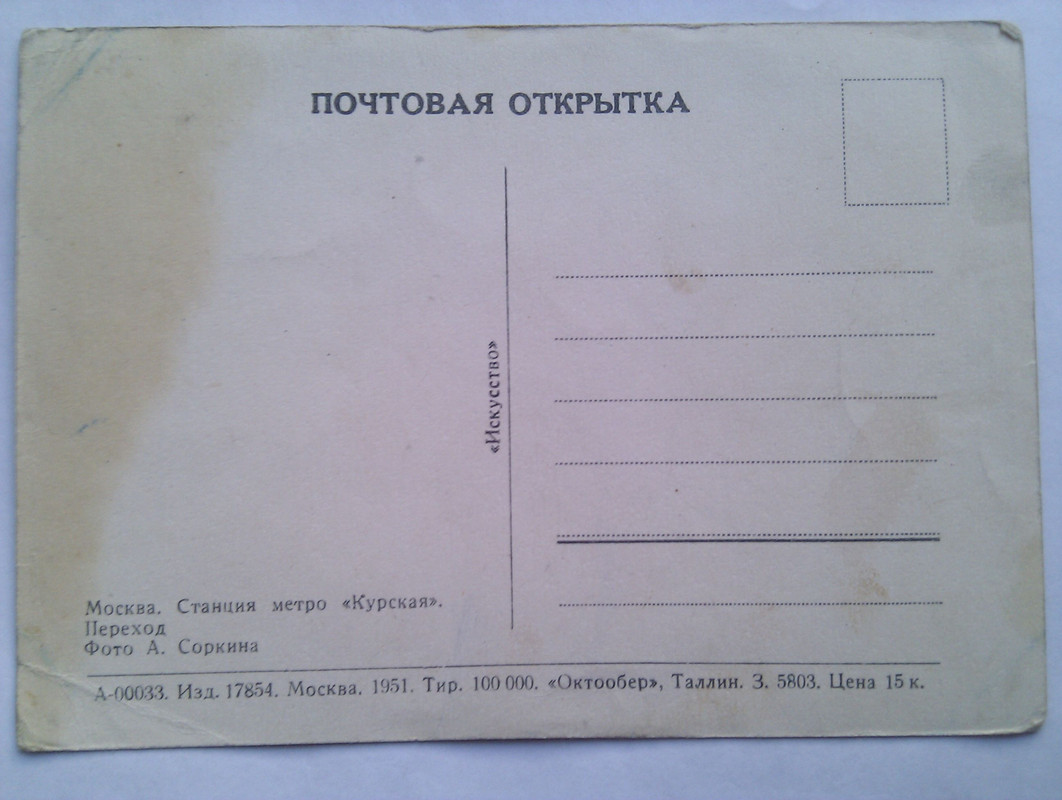 ПОЧТОВАЯ ОТКРЫТКА
«Искусство»
Москва. Станция метро «Курская».
Переход
Фото А. Соркина
А-00033. Изд. 17854. Москва. 1951. Тир. 100 000. «Октообер», Таллин. З. 5803. Цена 15 к.